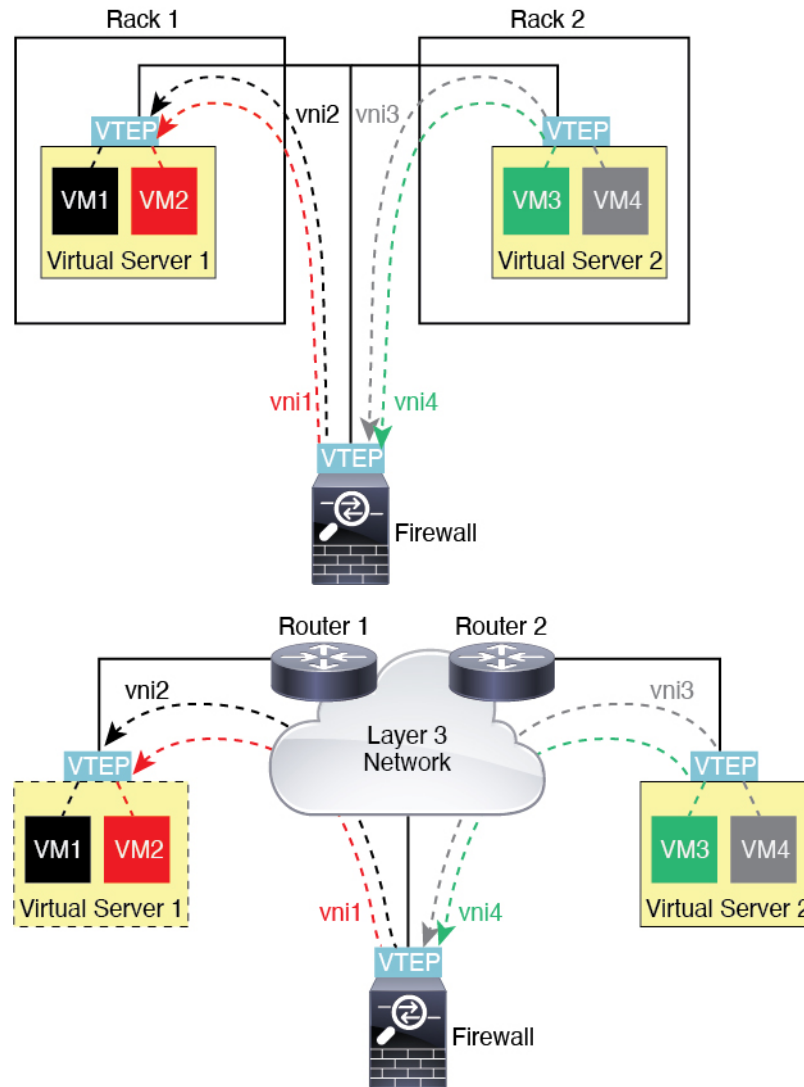 Rack 1
Rack 2
vni2
vni3
VTEP
VTEP
VM1
VM2
VM3
VM4
Virtual Server 1
Virtual Server 2
vni1
vni4
VTEP
Firewall
Router 1
Router 2
vni2
vni3
Layer 3
Network
VTEP
VTEP
VM1
VM2
VM3
VM4
Virtual Server 1
Virtual Server 2
vni1
vni4
VTEP
Firewall